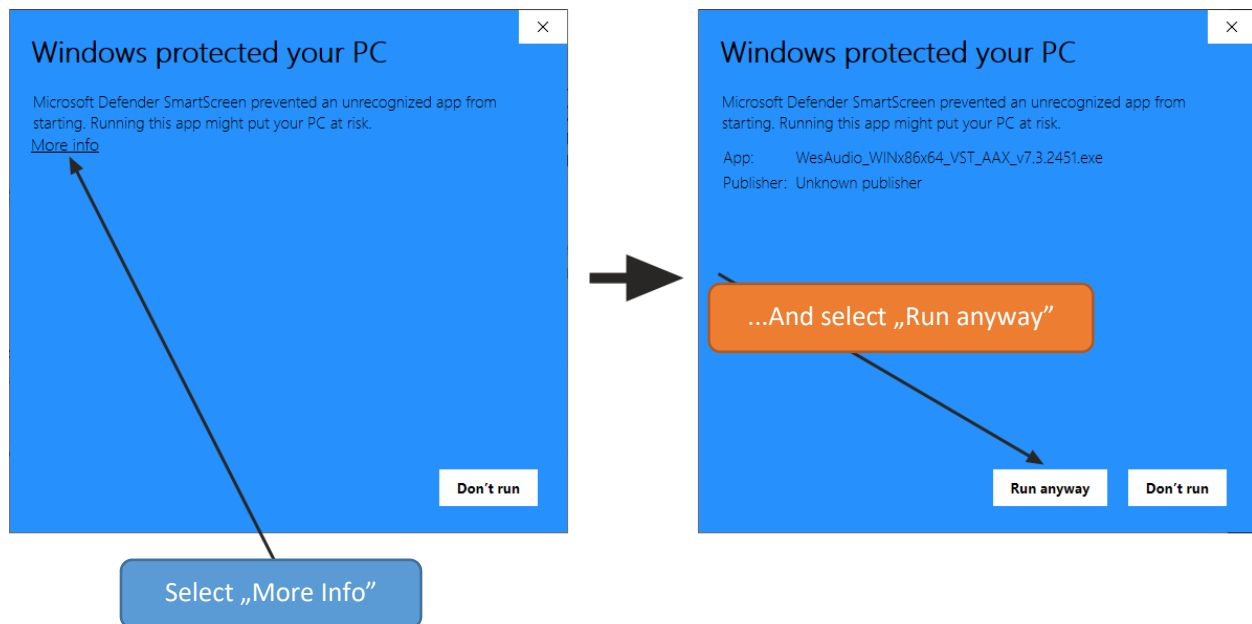 ×
Windows protected your PC
Microsoft Defender SmartScreen prevented an unrecognized app from
starting. Running this app might put your PC at risk.
More info
Don't run
Select „More Info”
×
Windows protected your PC
Microsoft Defender SmartScreen prevented an unrecognized app from
starting. Running this app might put your PC at risk.
App: WesAudio_WINx86x64_VST_AAX_v7.3.2451.exe
Publisher: Unknown publisher
...And select „Run anyway”
Run anyway Don't run